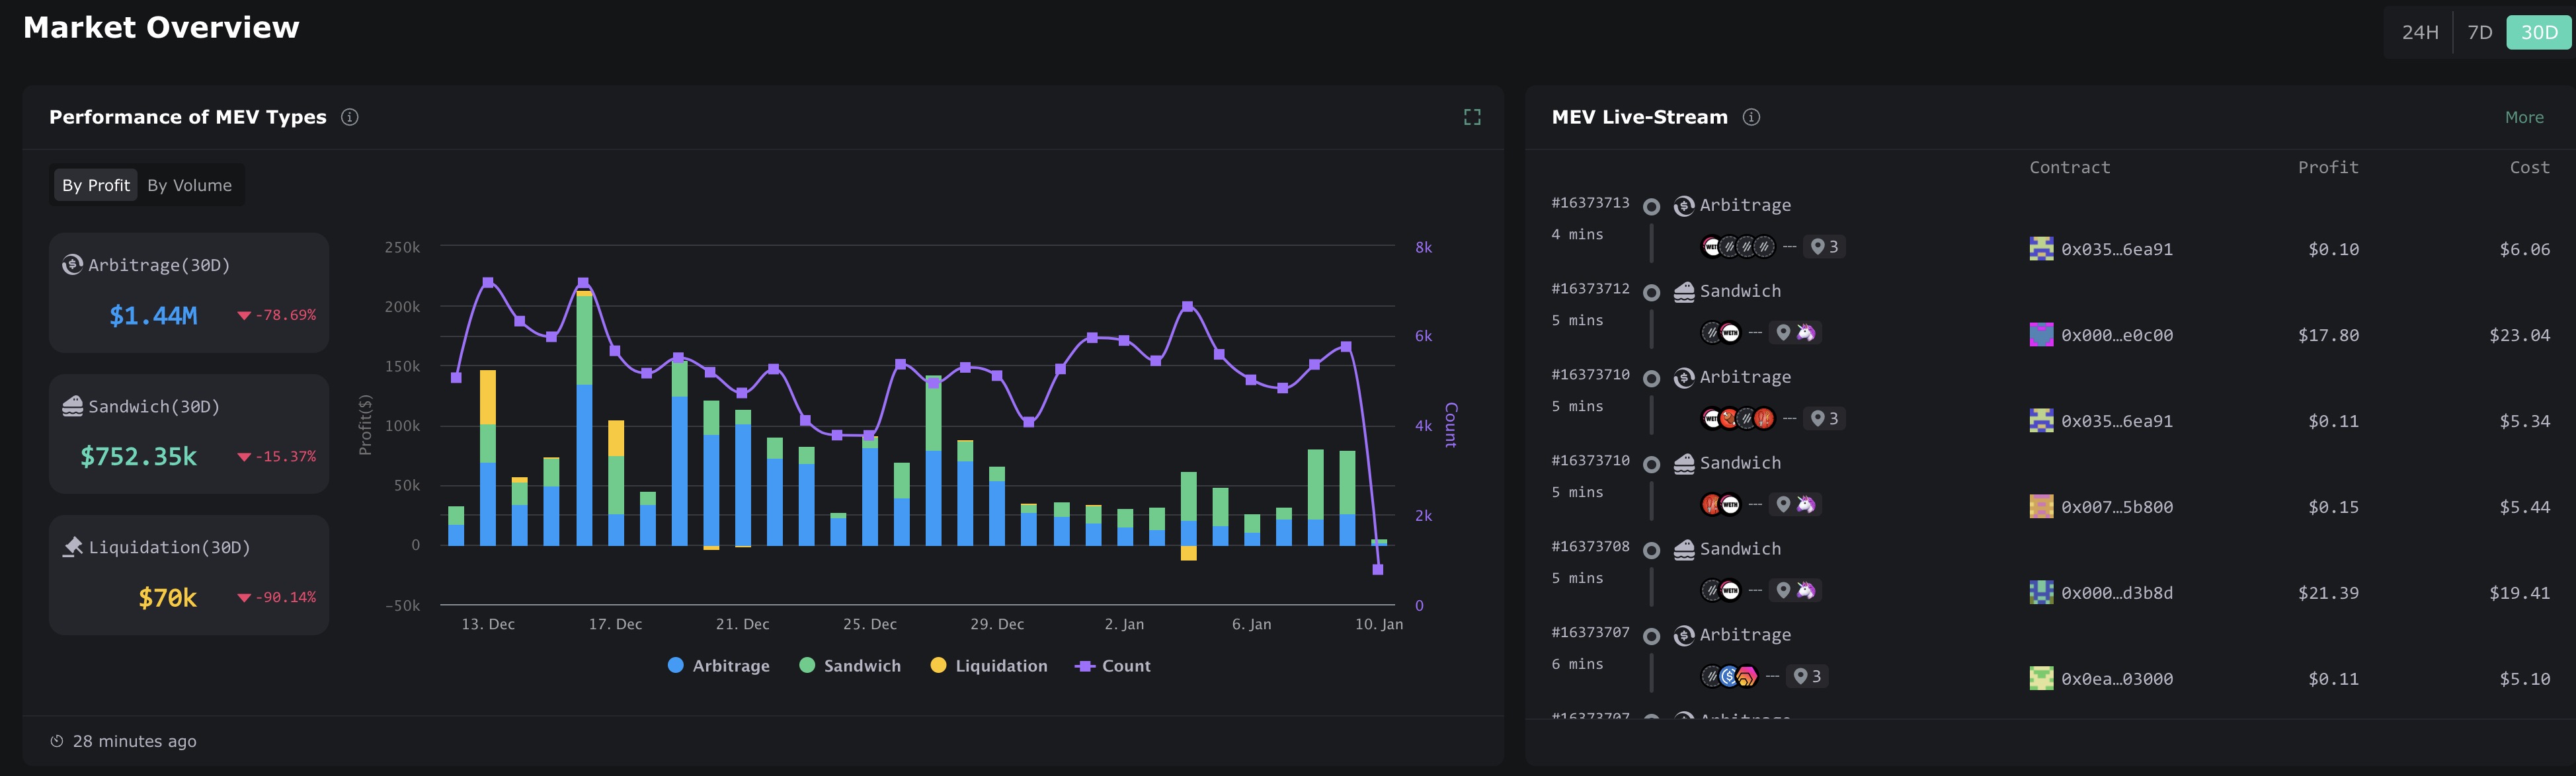 Market Overview
24H 7D 30D
Performance of MEV Types
By Profit By Volume
Arbitrage(30D)
$1.44M -78.69%
Sandwich(30D)
$752.35k -15.37%
Liquidation(30D)
$70k -90.14%
Profit($)
250k
200k
150k
100k
50k
0
−50k
8k
6k
4k
2k
0
Count
13. Dec 17. Dec 21. Dec 25. Dec 29. Dec 2. Jan 6. Jan 10. Jan
Arbitrage Sandwich Liquidation Count
28 minutes ago
MEV Live-Stream
More
Contract Profit Cost
#16373713 Arbitrage
4 mins
WETH --- 3 0x035…6ea91 $0.10 $6.06
#16373712 Sandwich
5 mins
WETH --- 0x000…e0c00 $17.80 $23.04
#16373710 Arbitrage
5 mins
WETH --- 3 0x035…6ea91 $0.11 $5.34
#16373710 Sandwich
5 mins
WETH --- 0x007…5b800 $0.15 $5.44
#16373708 Sandwich
5 mins
WETH --- 0x000…d3b8d $21.39 $19.41
#16373707 Arbitrage
6 mins
--- 3 0x0ea…03000 $0.11 $5.10
#16373707 Arbitrage